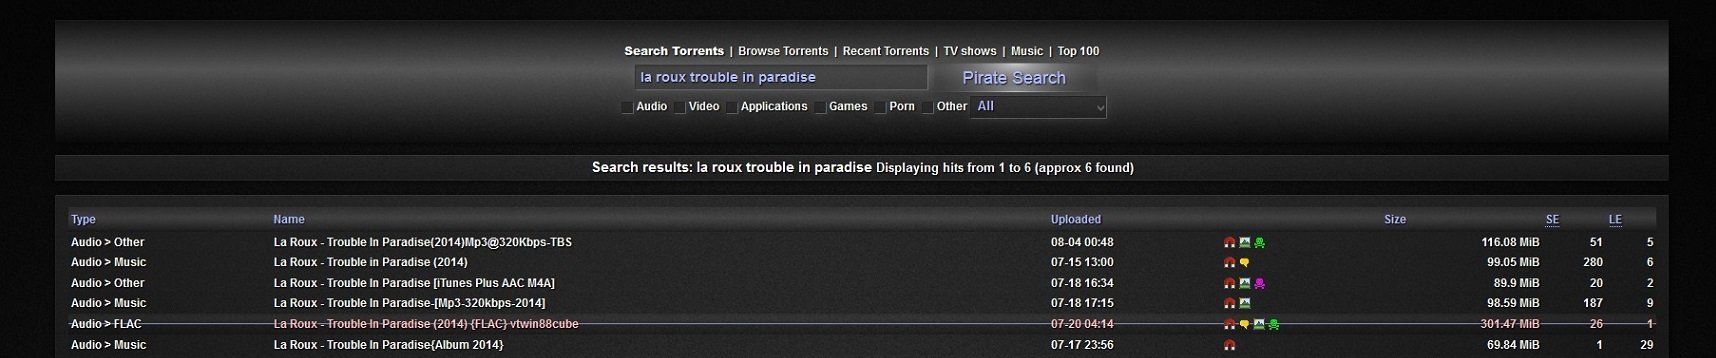 Search Torrents | Browse Torrents | Recent Torrents | TV shows | Music | Top 100
la roux trouble in paradise Pirate Search
Audio Video Applications Games Porn Other All
Search results: la roux trouble in paradise Displaying hits from 1 to 6 (approx 6 found)
Type Name Uploaded Size SE LE
Audio > Other La Roux - Trouble In Paradise(2014)Mp3@320Kbps-TBS 08-04 00:48 116.08 MiB 51 5
Audio > Music La Roux - Trouble In Paradise (2014) 07-15 13:00 99.05 MiB 280 6
Audio > Other La Roux - Trouble In Paradise [iTunes Plus AAC M4A] 07-18 16:34 89.9 MiB 20 2
Audio > Music La Roux - Trouble In Paradise-[Mp3-320kbps-2014] 07-18 17:15 98.59 MiB 187 9
Audio > FLAC La Roux - Trouble In Paradise (2014) {FLAC} vtwin88cube 07-20 04:14 301.47 MiB 26 1
Audio > Music La Roux - Trouble In Paradise{Album 2014} 07-17 23:56 69.84 MiB 1 29